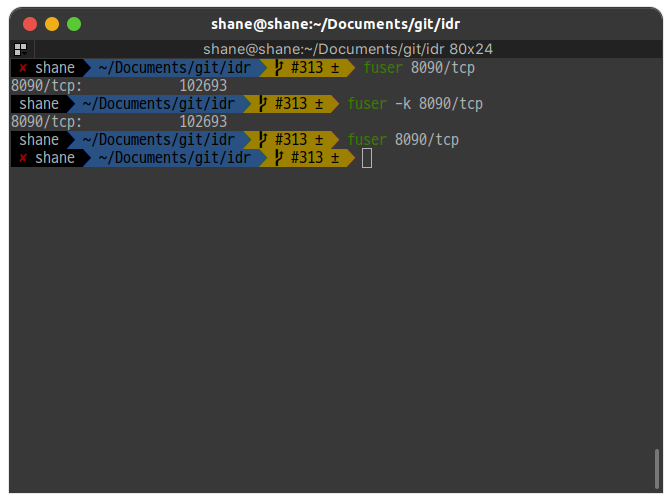 shane@shane:~/Documents/git/idr
shane@shane:~/Documents/git/idr 80x24
✘ shane ~/Documents/git/idr #313 ± fuser 8090/tcp
8090/tcp: 102693
shane ~/Documents/git/idr #313 ± fuser -k 8090/tcp
8090/tcp: 102693
shane ~/Documents/git/idr #313 ± fuser 8090/tcp
✘ shane ~/Documents/git/idr #313 ±